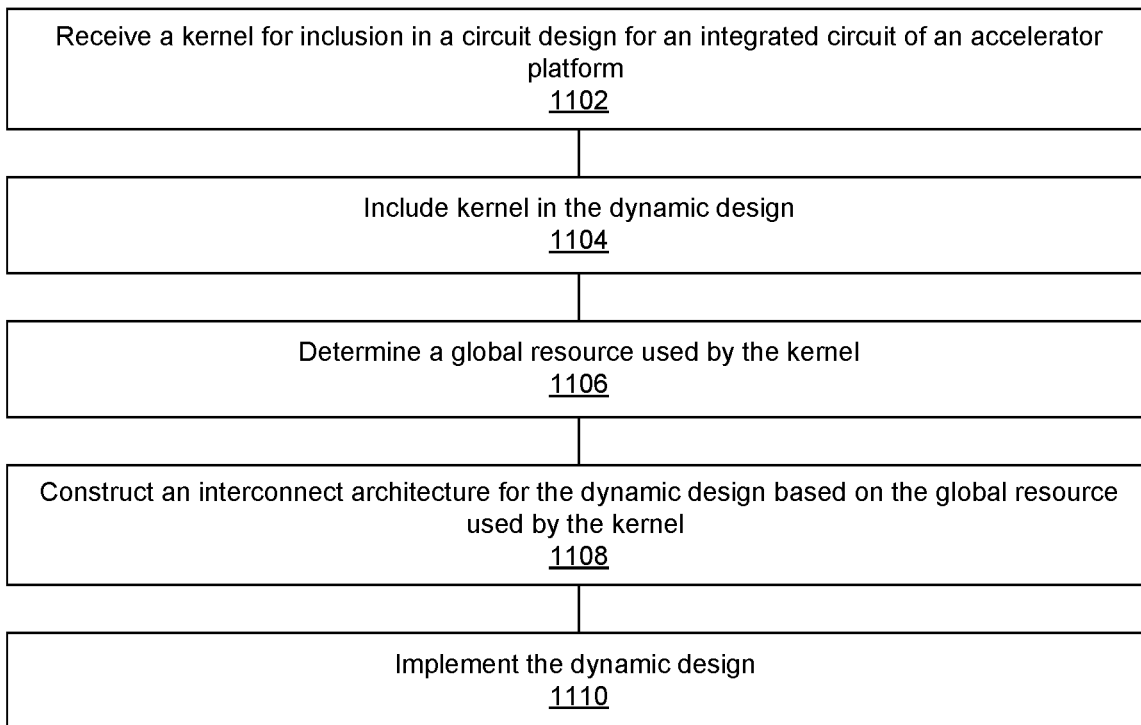 Receive a kernel for inclusion in a circuit design for an integrated circuit of an accelerator
platform
1102
Include kernel in the dynamic design
1104
Determine a global resource used by the kernel
1106
Construct an interconnect architecture for the dynamic design based on the global resource
used by the kernel
1108
Implement the dynamic design
1110